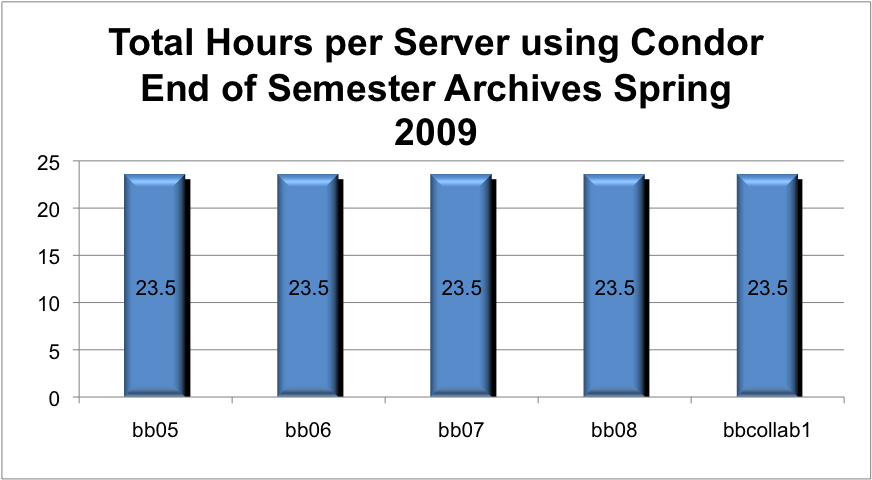 Total Hours per Server using Condor
End of Semester Archives Spring
2009
25
20
15
10
5
0
23.5 23.5 23.5 23.5 23.5
bb05 bb06 bb07 bb08 bbcollab1